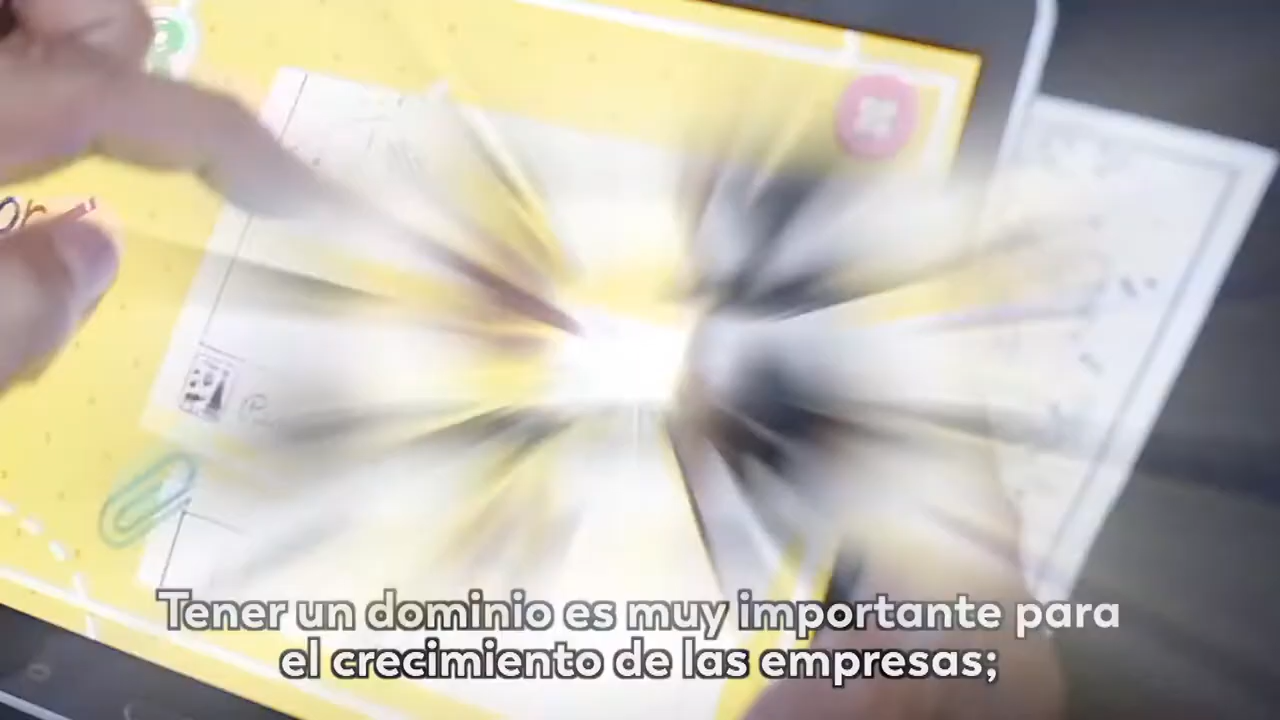 Tener un dominio es muy importante para
el crecimiento de las empresas;